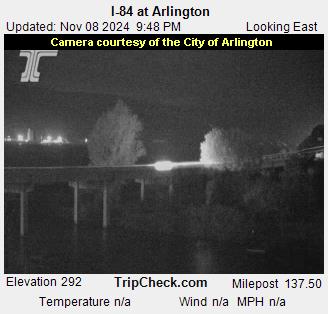 I-84 at Arlington
Updated: Nov 08 2024 9:48 PM Looking East
Camera courtesy of the City of Arlington
Elevation 292 TripCheck.com Milepost 137.50
Temperature n/a Wind n/a MPH n/a